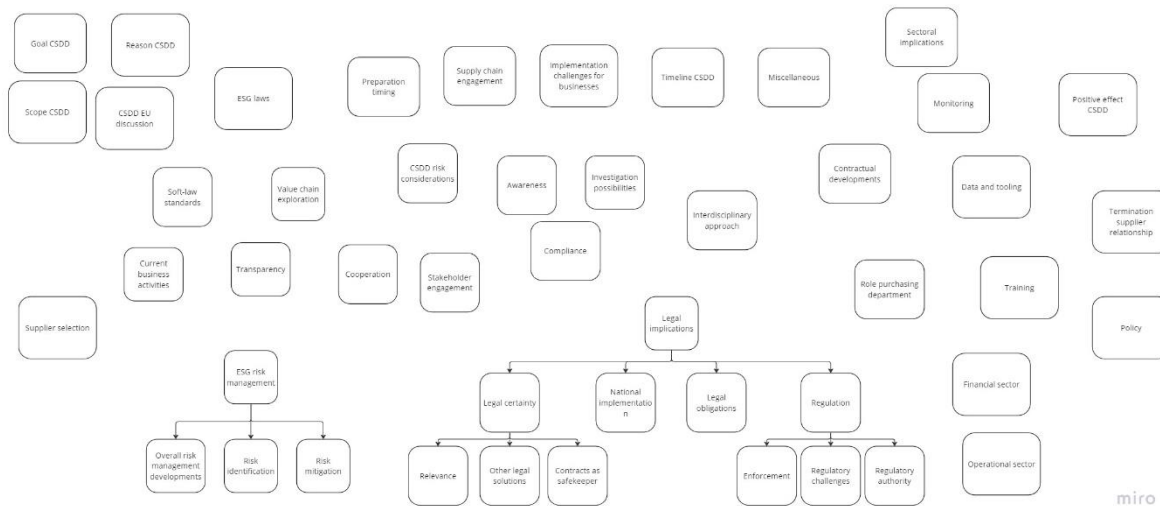 Goal CSDD
Reason CSDD
Scope CSDD
CSDD EU
discussion
ESG laws
Preparation
timing
Supply chain
engagement
Implementation
challenges for
businesses
Timeline CSDD
Miscellaneous
Sectoral
implications
Monitoring
Positive effect
CSDD
Soft-law
standards
Value chain
exploration
CSDD risk
considerations
Awareness
Investigation
possibilities
Interdisciplinary
approach
Contractual
developments
Data and tooling
Termination
supplier
relationship
Current
business
activities
Transparency
Cooperation
Stakeholder
engagement
Compliance
Role purchasing
department
Training
Supplier selection
Policy
Legal
implications
ESG risk
management
Legal certainty
National
implementatio
n
Legal
obligations
Regulation
Financial sector
Overall risk
management
developments
Risk
identification
Risk
mitigation
Relevance
Other legal
solutions
Contracts as
safekeeper
Enforcement
Regulatory
challenges
Regulatory
authority
Operational sector
miro